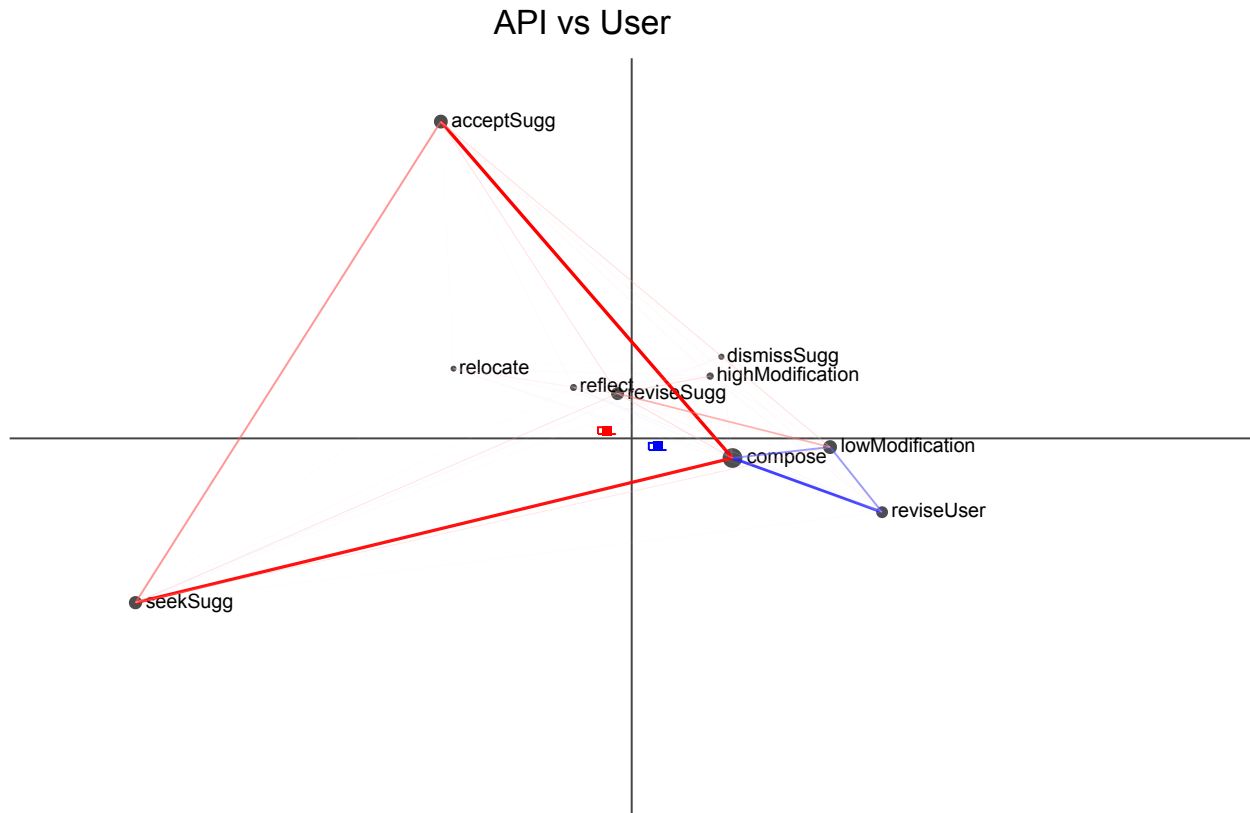 API vs User
acceptSugg
dismissSugg
relocate
highModification
reflect
reviseSugg
lowModification
compose
reviseUser
seekSugg